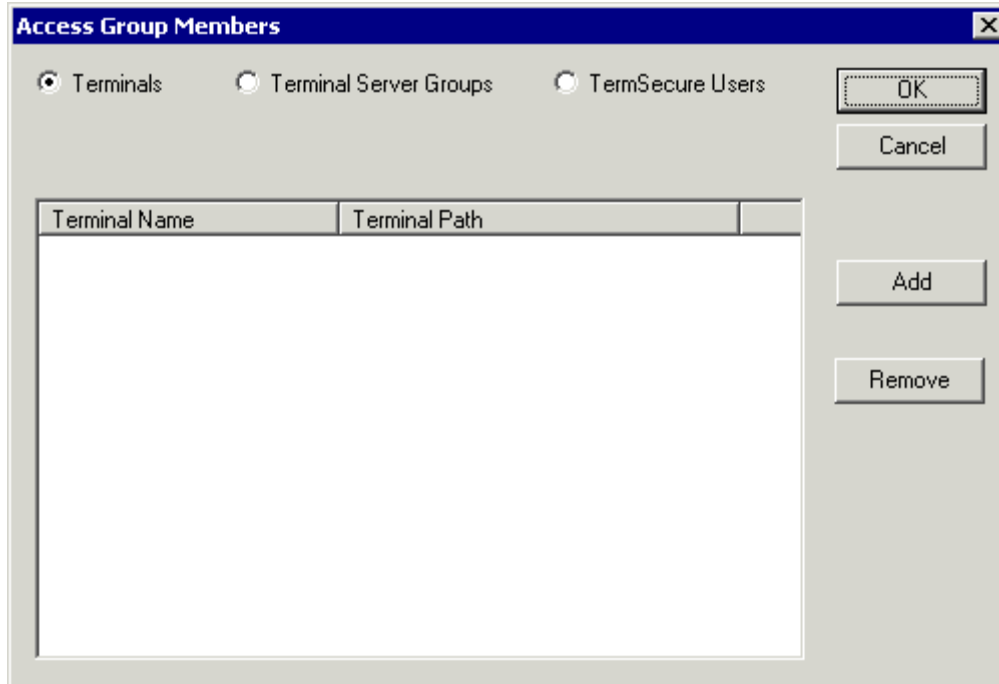 Access Group Members
Terminals Terminal Server Groups TermSecure Users
OK
Cancel
Terminal Name Terminal Path
Add
Remove